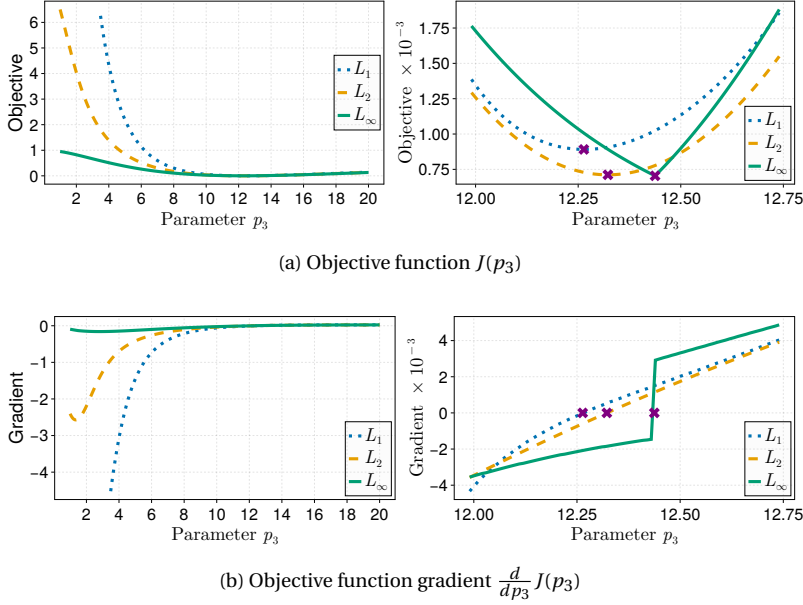 Objective
6
5
4
3
2
1
0
2 4 6 8 10 12 14 16 18 20
Parameter p₃
L₁
L₂
L∞
Objective × 10⁻³
1.75
1.50
1.25
1.00
0.75
12.00 12.25 12.50 12.75
Parameter p₃
L₁
L₂
L∞
(a) Objective function J(p₃)
Gradient
0
−1
−2
−3
−4
2 4 6 8 10 12 14 16 18 20
Parameter p₃
L₁
L₂
L∞
Gradient × 10⁻³
4
2
0
−2
−4
12.00 12.25 12.50 12.75
Parameter p₃
L₁
L₂
L∞
(b) Objective function gradient d/dp₃ J(p₃)